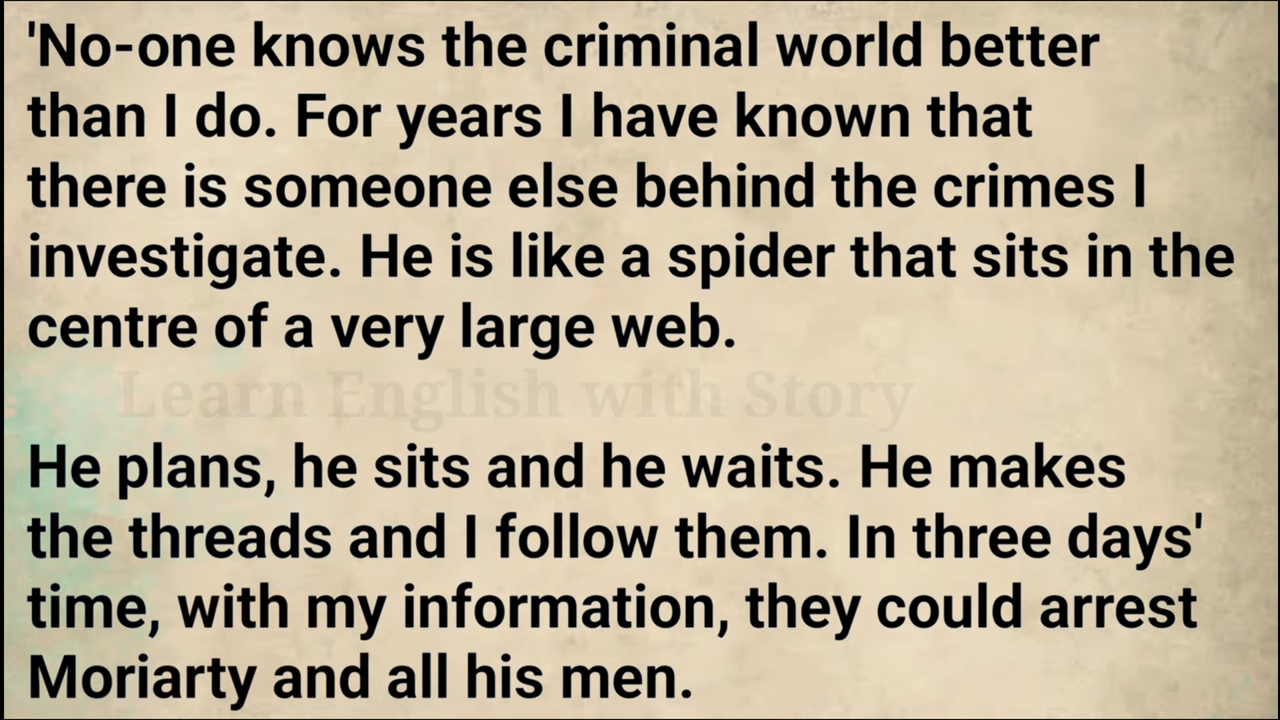 'No-one knows the criminal world better
than I do. For years I have known that
there is someone else behind the crimes I
investigate. He is like a spider that sits in the
centre of a very large web.
Learn English with Story
He plans, he sits and he waits. He makes
the threads and I follow them. In three days'
time, with my information, they could arrest
Moriarty and all his men.